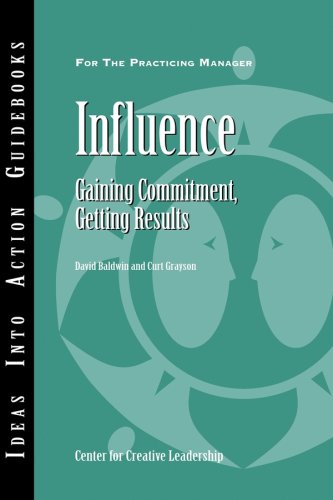 For The Practicing Manager
Influence
Gaining Commitment,
Getting Results
David Baldwin and Curt Grayson
Center for Creative Leadership
Ideas Into Action Guidebooks